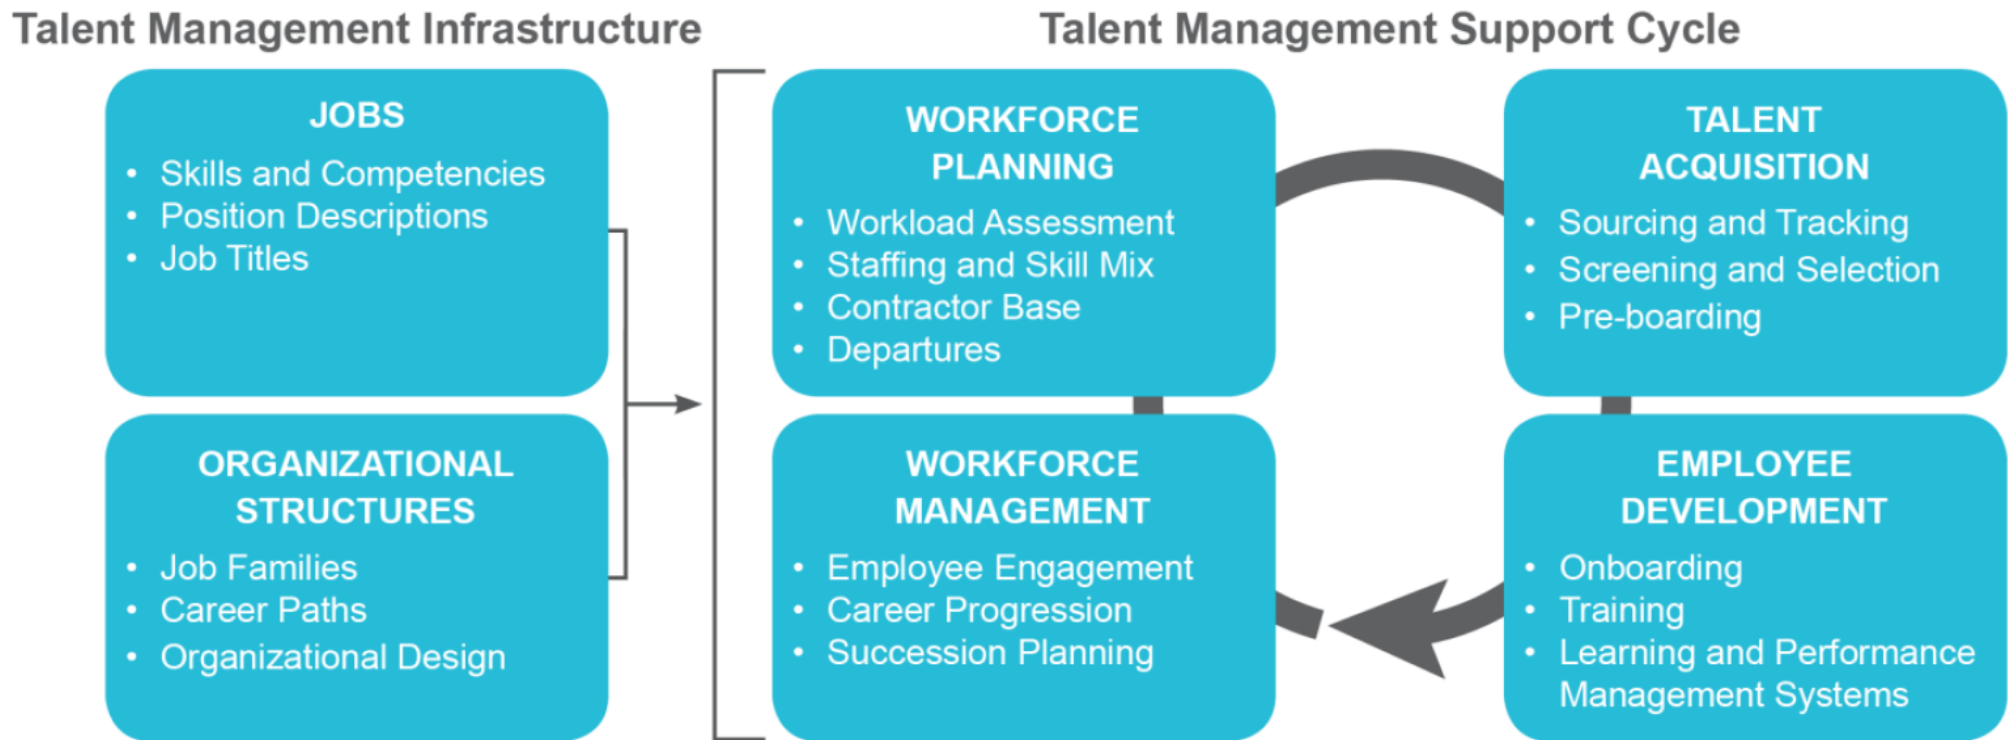 Talent Management Infrastructure
Talent Management Support Cycle
JOBS
• Skills and Competencies
• Position Descriptions
• Job Titles
ORGANIZATIONAL
STRUCTURES
• Job Families
• Career Paths
• Organizational Design
WORKFORCE
PLANNING
• Workload Assessment
• Staffing and Skill Mix
• Contractor Base
• Departures
TALENT
ACQUISITION
• Sourcing and Tracking
• Screening and Selection
• Pre-boarding
WORKFORCE
MANAGEMENT
• Employee Engagement
• Career Progression
• Succession Planning
EMPLOYEE
DEVELOPMENT
• Onboarding
• Training
• Learning and Performance
Management Systems